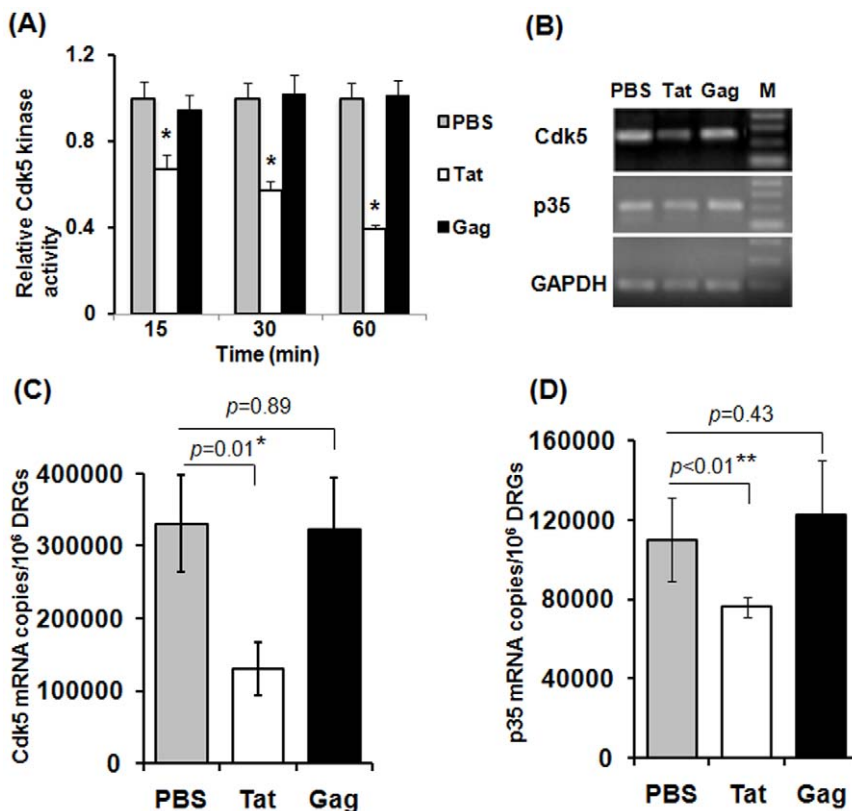 (A)
1.2
0.8
0.4
0
Relative Cdk5 kinase
activity
*
*
*
15 30 60
Time (min)
PBS
Tat
Gag
(B)
PBS Tat Gag M
Cdk5
p35
GAPDH
(C)
p=0.89
p=0.01*
400000
300000
200000
100000
0
Cdk5 mRNA copies/10⁶ DRGs
PBS Tat Gag
(D)
p=0.43
p<0.01**
160000
120000
80000
40000
0
p35 mRNA copies/10⁶ DRGs
PBS Tat Gag